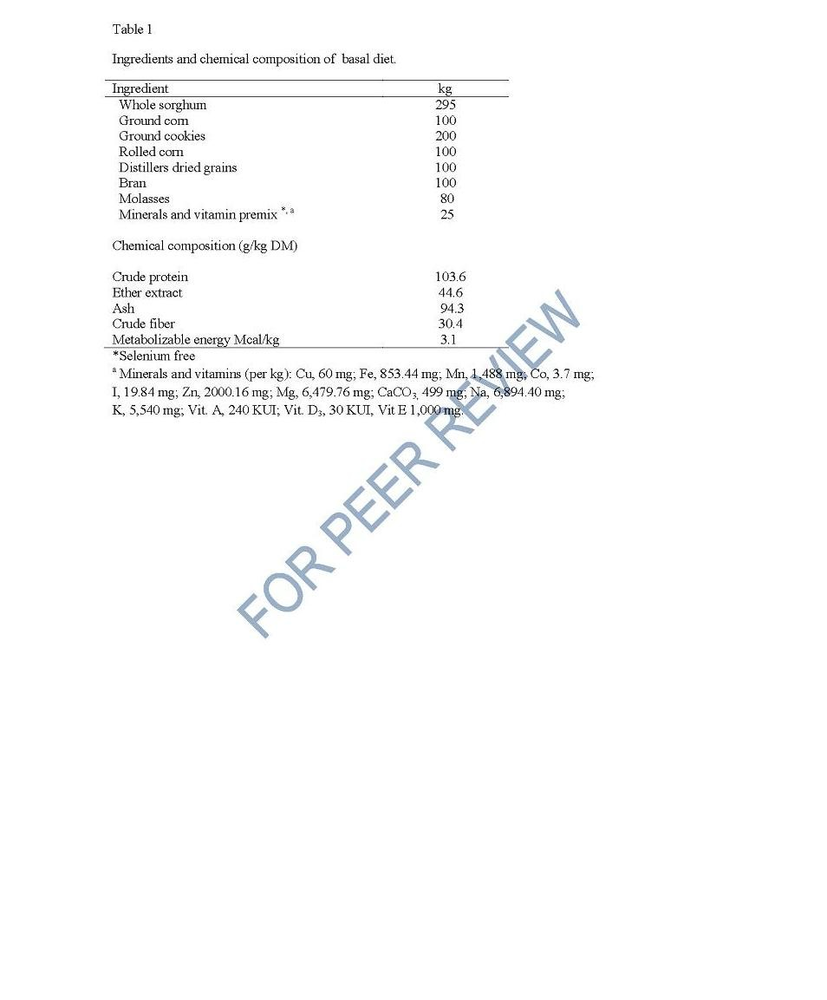 Table 1
Ingredients and chemical composition of basal diet.
Ingredient kg
Whole sorghum 295
Ground corn 100
Ground cookies 200
Rolled corn 100
Distillers dried grains 100
Bran 100
Molasses 80
Minerals and vitamin premix *, a 25
Chemical composition (g/kg DM)
Crude protein 103.6
Ether extract 44.6
Ash 94.3
Crude fiber 30.4
Metabolizable energy Mcal/kg 3.1
*Selenium free
a Minerals and vitamins (per kg): Cu, 60 mg; Fe, 853.44 mg; Mn, 1,488 mg; Co, 3.7 mg;
I, 19.84 mg; Zn, 2000.16 mg; Mg, 6,479.76 mg; CaCO3, 499 mg; Na, 6,894.40 mg;
K, 5,540 mg; Vit. A, 240 KUI; Vit. D3, 30 KUI, Vit E 1,000 mg.
FOR PEER REVIEW